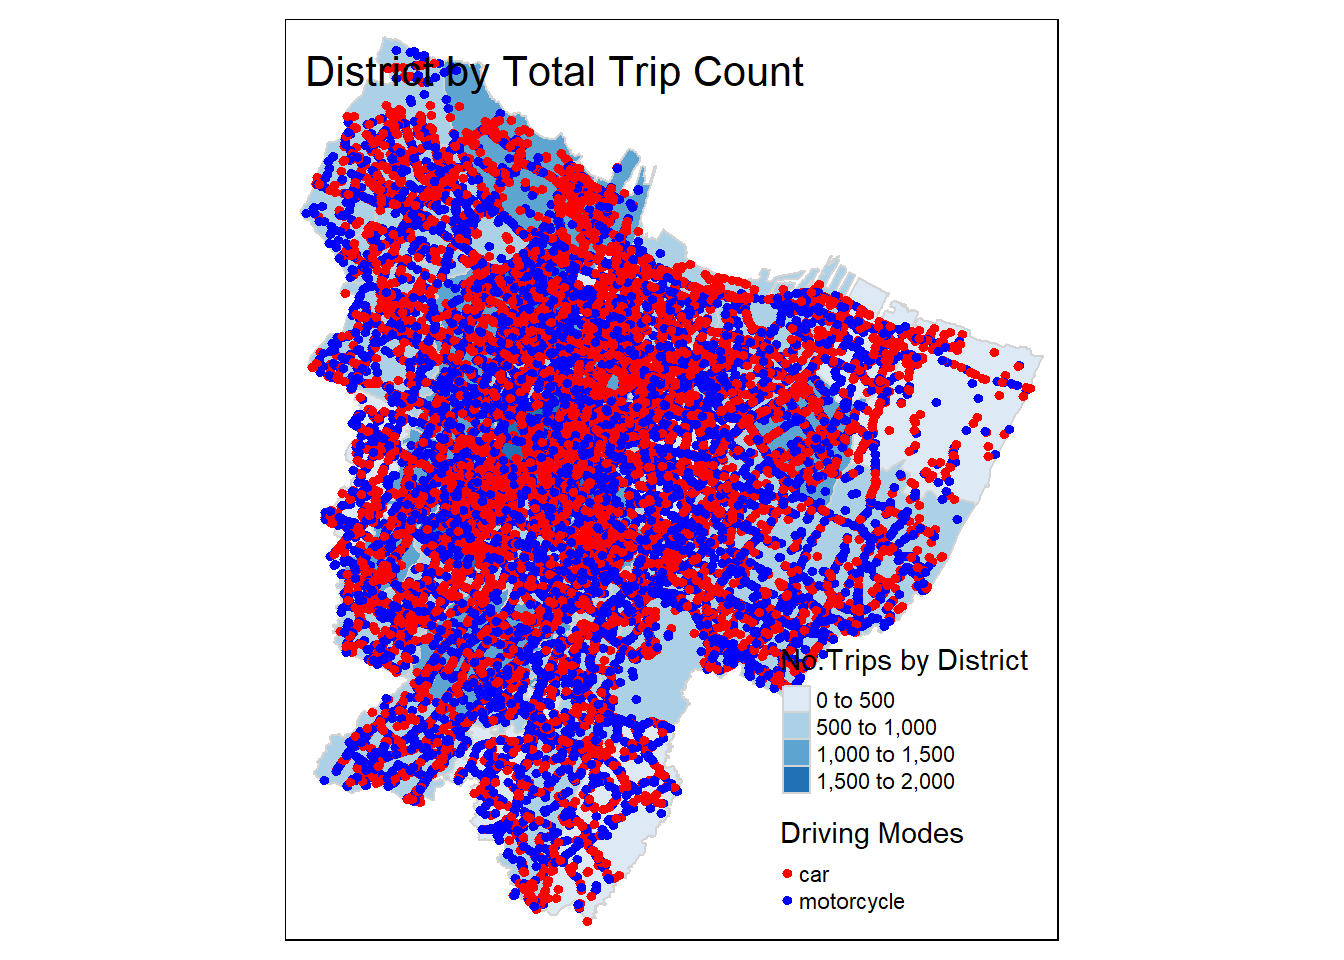 District by Total Trip Count
No.Trips by District
0 to 500
500 to 1,000
1,000 to 1,500
1,500 to 2,000
Driving Modes
car
motorcycle